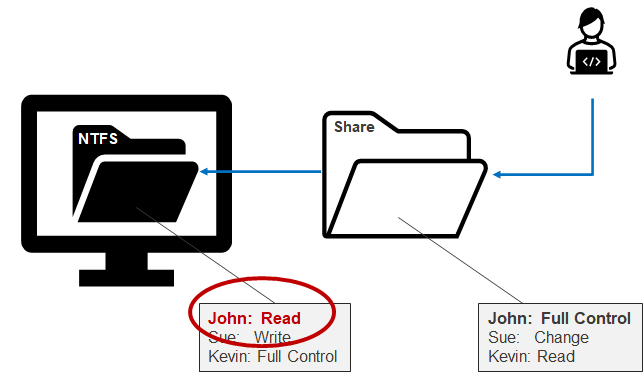 NTFS
Share
John: Read
Sue: Write
Kevin: Full Control
John: Full Control
Sue: Change
Kevin: Read